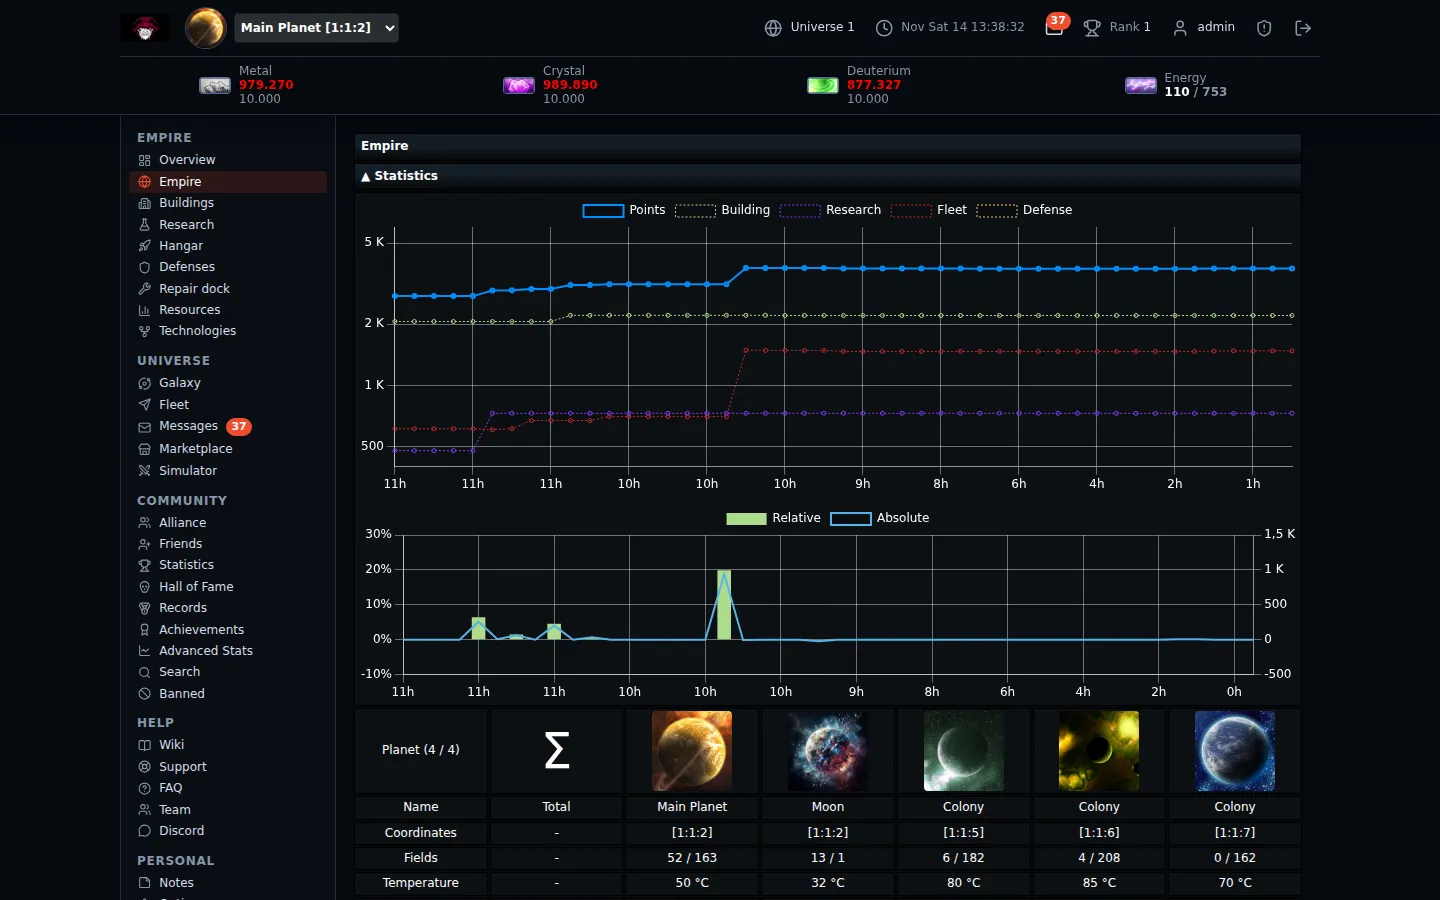 Main Planet [1:1:2]
Universe 1
Nov Sat 14 13:38:32
37
Rank 1
admin
Metal
979.270
10.000
Crystal
989.890
10.000
Deuterium
877.327
10.000
Energy
110 / 753
EMPIRE
Overview
Empire
Buildings
Research
Hangar
Defenses
Repair dock
Resources
Technologies
UNIVERSE
Galaxy
Fleet
Messages 37
Marketplace
Simulator
COMMUNITY
Alliance
Friends
Statistics
Hall of Fame
Records
Achievements
Advanced Stats
Search
Banned
HELP
Wiki
Support
FAQ
Team
Discord
PERSONAL
Notes
Empire
▲ Statistics
Points Building Research Fleet Defense
5 K
2 K
1 K
500
11h 11h 11h 10h 10h 10h 9h 8h 6h 4h 2h 1h
Relative Absolute
30% 1,5 K
20% 1 K
10% 500
0% 0
-10% -500
11h 11h 11h 10h 10h 10h 9h 8h 6h 4h 2h 0h
Planet (4 / 4) Σ
Name Total Main Planet Moon Colony Colony Colony
Coordinates - [1:1:2] [1:1:2] [1:1:5] [1:1:6] [1:1:7]
Fields - 52 / 163 13 / 1 6 / 182 4 / 208 0 / 162
Temperature - 50 °C 32 °C 80 °C 85 °C 70 °C